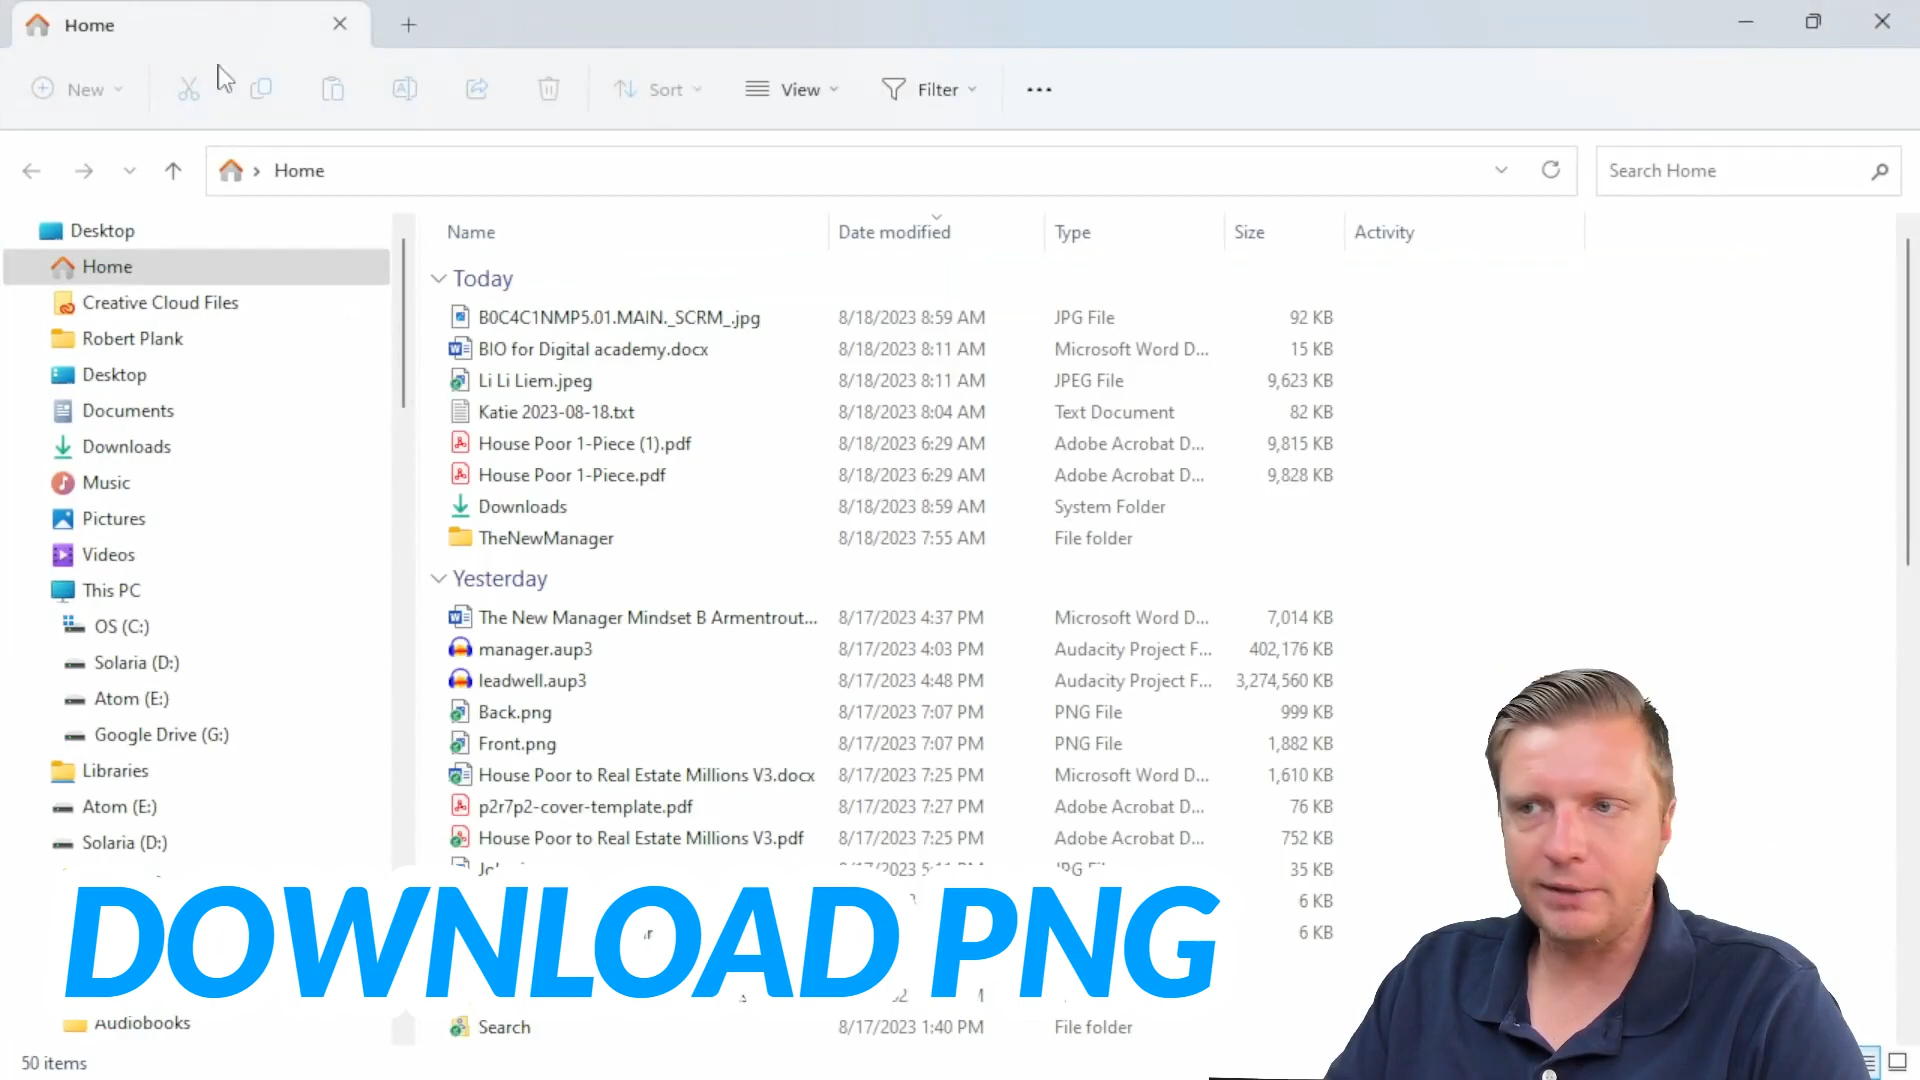 Home
New
Sort
View
Filter
Home
Search Home
Desktop
Home
Creative Cloud Files
Robert Plank
Desktop
Documents
Downloads
Music
Pictures
Videos
This PC
OS (C:)
Solaria (D:)
Atom (E:)
Google Drive (G:)
Libraries
Atom (E:)
Solaria (D:)
Audiobooks
Name Date modified Type Size Activity
Today
B0C4C1NMP5.01.MAIN._SCRM_.jpg 8/18/2023 8:59 AM JPG File 92 KB
BIO for Digital academy.docx 8/18/2023 8:11 AM Microsoft Word D... 15 KB
Li Li Liem.jpeg 8/18/2023 8:11 AM JPEG File 9,623 KB
Katie 2023-08-18.txt 8/18/2023 8:04 AM Text Document 82 KB
House Poor 1-Piece (1).pdf 8/18/2023 6:29 AM Adobe Acrobat D... 9,815 KB
House Poor 1-Piece.pdf 8/18/2023 6:29 AM Adobe Acrobat D... 9,828 KB
Downloads 8/18/2023 8:59 AM System Folder
TheNewManager 8/18/2023 7:55 AM File folder
Yesterday
The New Manager Mindset B Armentrout... 8/17/2023 4:37 PM Microsoft Word D... 7,014 KB
manager.aup3 8/17/2023 4:03 PM Audacity Project F... 402,176 KB
leadwell.aup3 8/17/2023 4:48 PM Audacity Project F... 3,274,560 KB
Back.png 8/17/2023 7:07 PM PNG File 999 KB
Front.png 8/17/2023 7:07 PM PNG File 1,882 KB
House Poor to Real Estate Millions V3.docx 8/17/2023 7:25 PM Microsoft Word D... 1,610 KB
p2r7p2-cover-template.pdf 8/17/2023 7:27 PM Adobe Acrobat D... 76 KB
House Poor to Real Estate Millions V3.pdf 8/17/2023 7:25 PM Adobe Acrobat D... 752 KB
35 KB
6 KB
6 KB
DOWNLOAD PNG
Search 8/17/2023 1:40 PM File folder
50 items